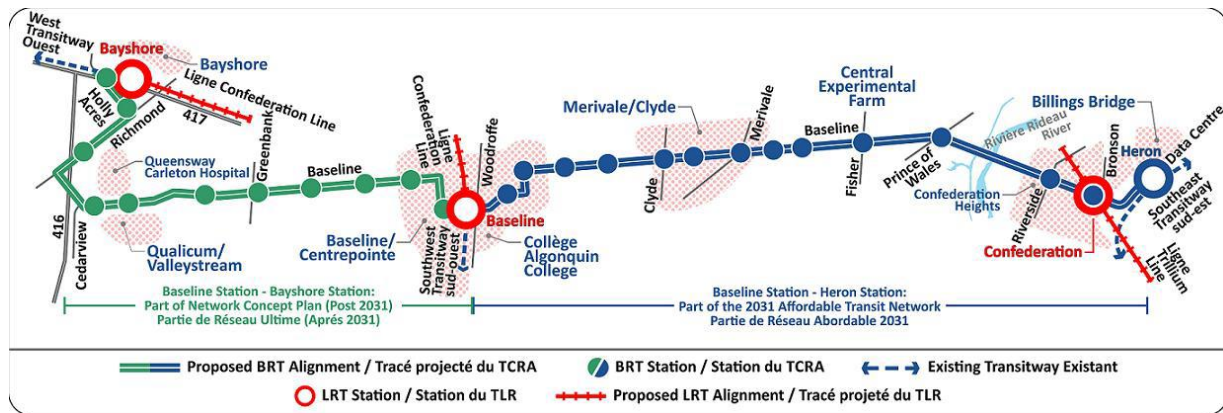 West
Transitway
Ouest
Bayshore
Bayshore
Ligne Confederation Line
417
Holly
Acres
Richmond
Queensway
Carleton Hospital
Greenbank
Baseline
416
Cedarview
Qualicum/
Valleystream
Confederation
Line
Ligne
Woodroffe
Baseline
Baseline/
Centrepointe
Southwest
Transitway
sud-ouest
Collège
Algonquin
College
Merivale/Clyde
Clyde
Merivale
Baseline
Central
Experimental
Farm
Fisher
Prince of
Wales
Rivière Rideau
River
Billings Bridge
Bronson
Heron
Data Centre
Confederation
Heights
Riverside
Confederation
Southeast
Transitway
sud-est
Ligne
Trillium
Line
Baseline Station - Bayshore Station:
Part of Network Concept Plan (Post 2031)
Partie de Réseau Ultime (Aprés 2031)
Baseline Station - Heron Station:
Part of the 2031 Affordable Transit Network
Partie de Réseau Abordable 2031
Proposed BRT Alignment / Tracé projecté du TCRA
BRT Station / Station du TCRA
Existing Transitway Existant
LRT Station / Station du TLR
Proposed LRT Alignment / Tracé projeté du TLR